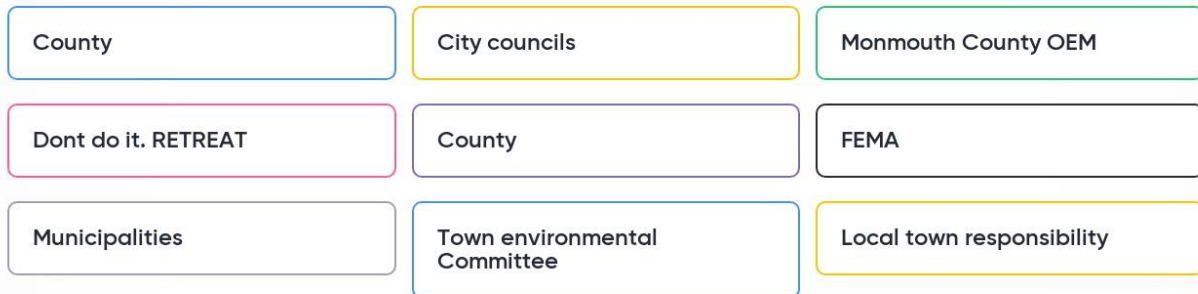 County
City councils
Monmouth County OEM
Dont do it. RETREAT
County
FEMA
Municipalities
Town environmental
Committee
Local town responsibility